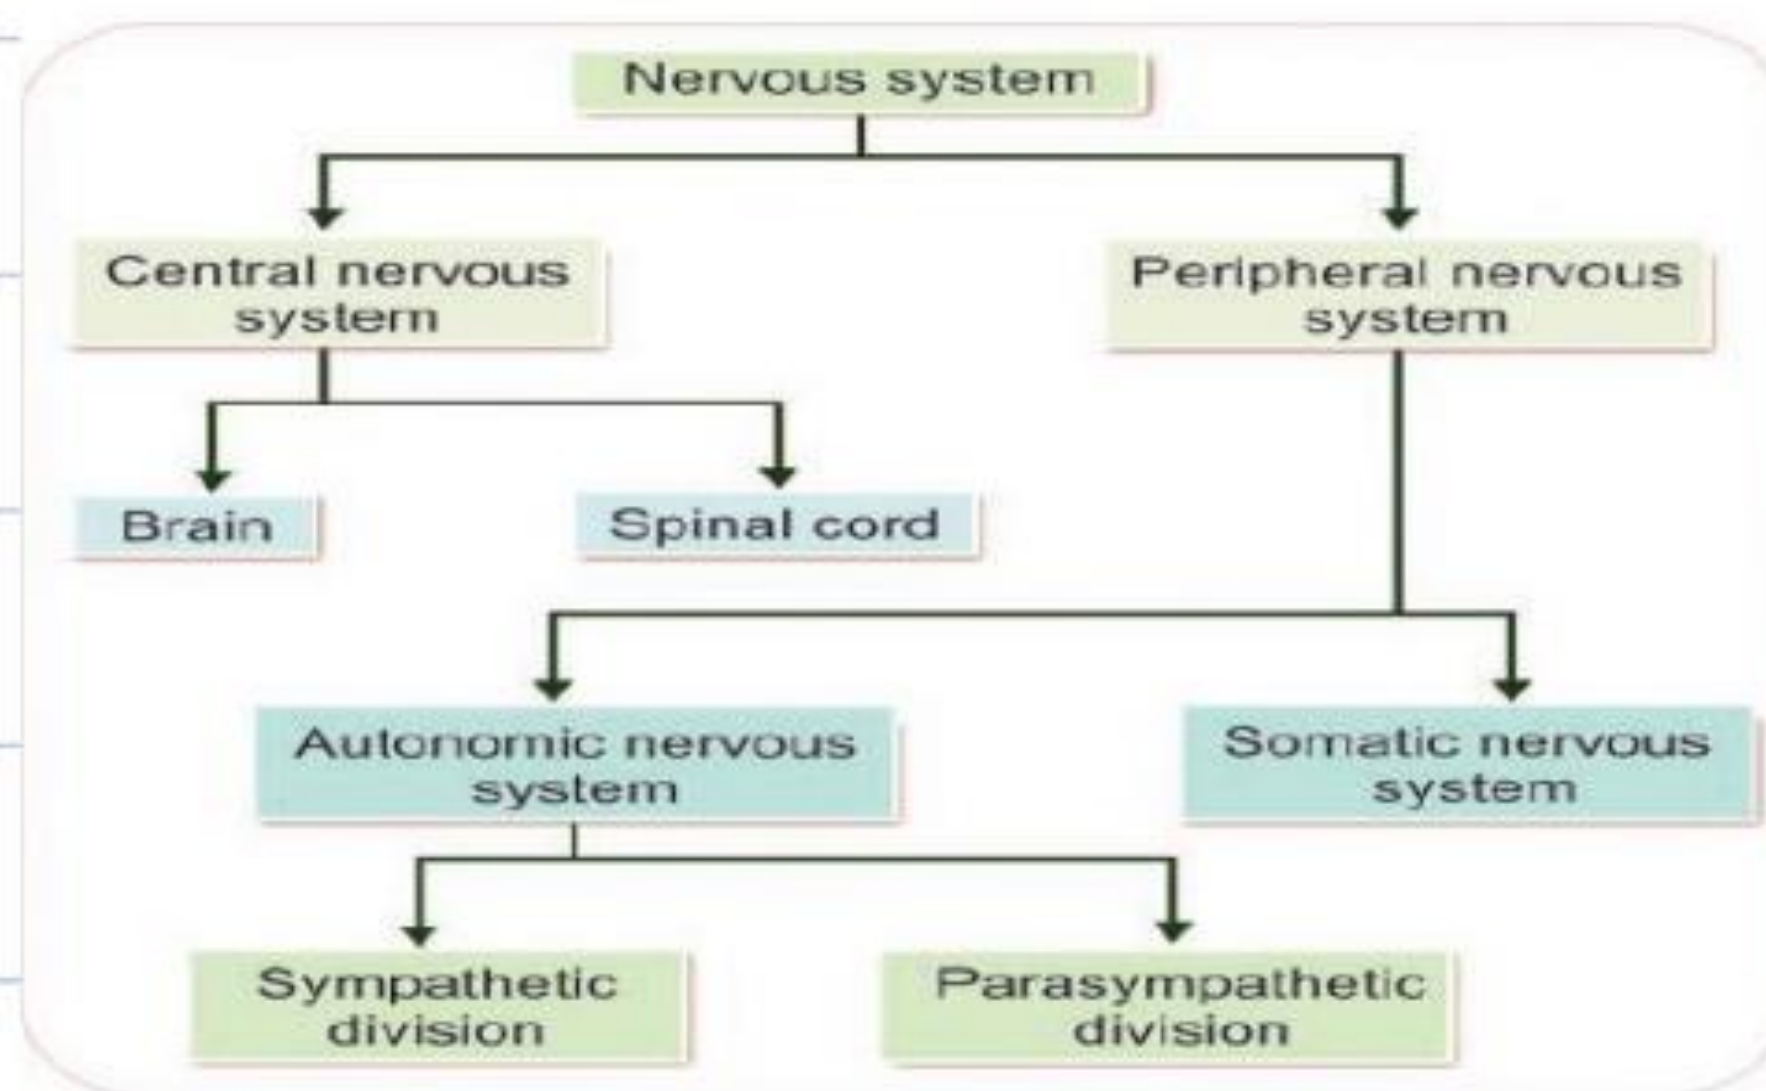 Nervous system
Central nervous
system
Peripheral nervous
system
Brain
Spinal cord
Autonomic nervous
system
Somatic nervous
system
Sympathetic
division
Parasympathetic
division